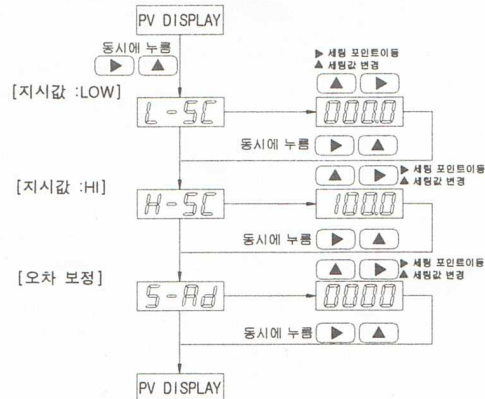 PV DISPLAY
동시에 누름
▶ ▲
▶ 세팅 포인트이동
▲ 세팅값 변경
▲ ▶
[지시값 :LOW]
L-SC
000.0
동시에 누름 ▶ ▲
▶ 세팅 포인트이동
▲ 세팅값 변경
▲ ▶
[지시값 :HI]
H-SC
100.0
동시에 누름 ▶ ▲
▶ 세팅 포인트이동
▲ 세팅값 변경
▲ ▶
[오차 보정]
S-Ad
0000
동시에 누름 ▶ ▲
PV DISPLAY